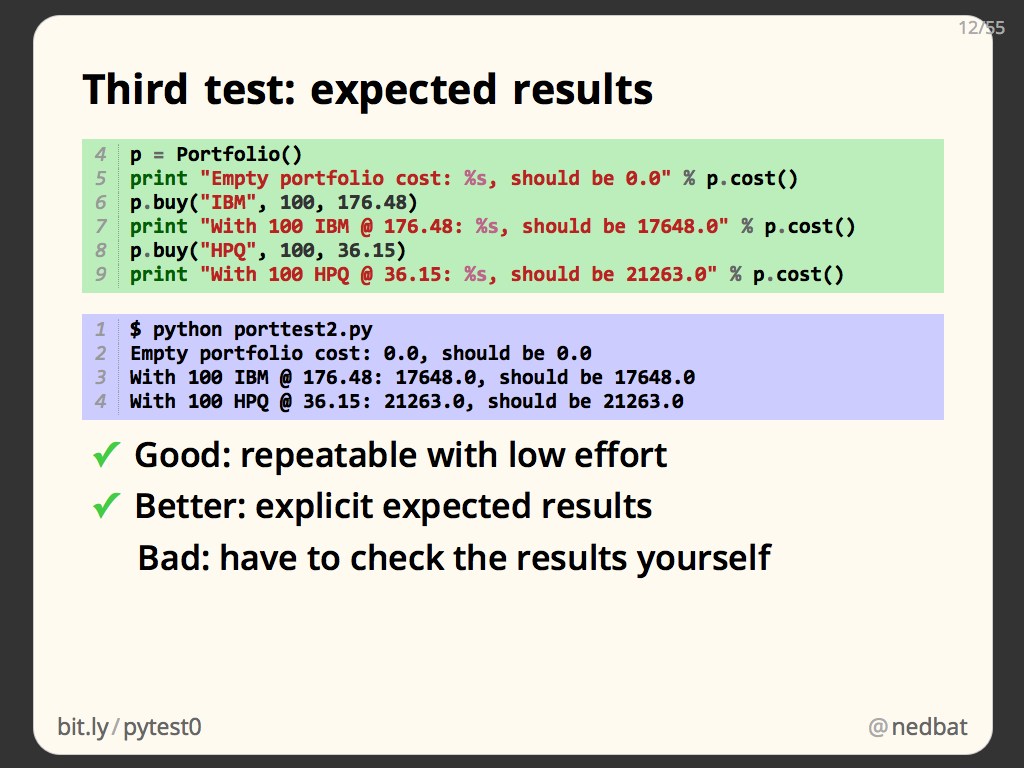 12/55
Third test: expected results
4 p = Portfolio()
5 print "Empty portfolio cost: %s, should be 0.0" % p.cost()
6 p.buy("IBM", 100, 176.48)
7 print "With 100 IBM @ 176.48: %s, should be 17648.0" % p.cost()
8 p.buy("HPQ", 100, 36.15)
9 print "With 100 HPQ @ 36.15: %s, should be 21263.0" % p.cost()
1 $ python porttest2.py
2 Empty portfolio cost: 0.0, should be 0.0
3 With 100 IBM @ 176.48: 17648.0, should be 17648.0
4 With 100 HPQ @ 36.15: 21263.0, should be 21263.0
✓ Good: repeatable with low effort
✓ Better: explicit expected results
Bad: have to check the results yourself
bit.ly/pytest0
@nedbat